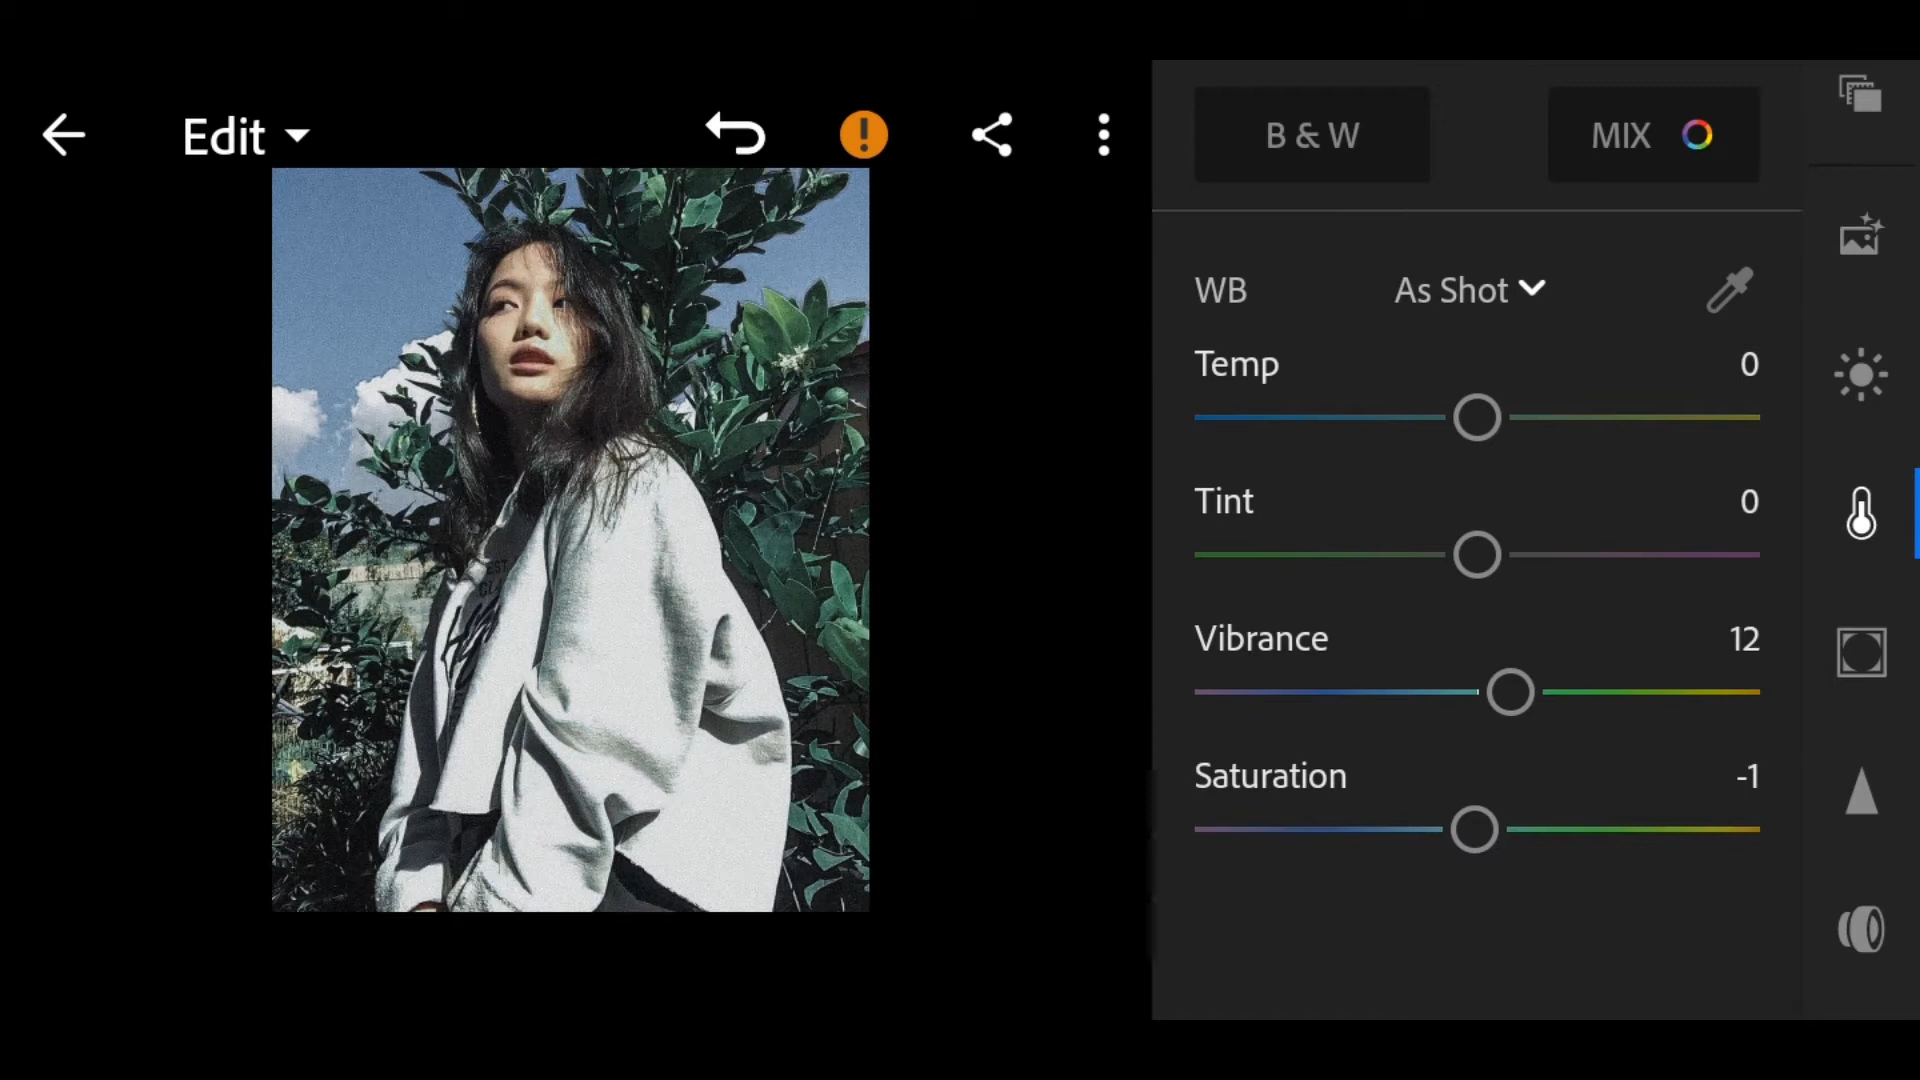 Edit
B & W
MIX
WB
As Shot
Temp
0
Tint
0
Vibrance
12
Saturation
-1